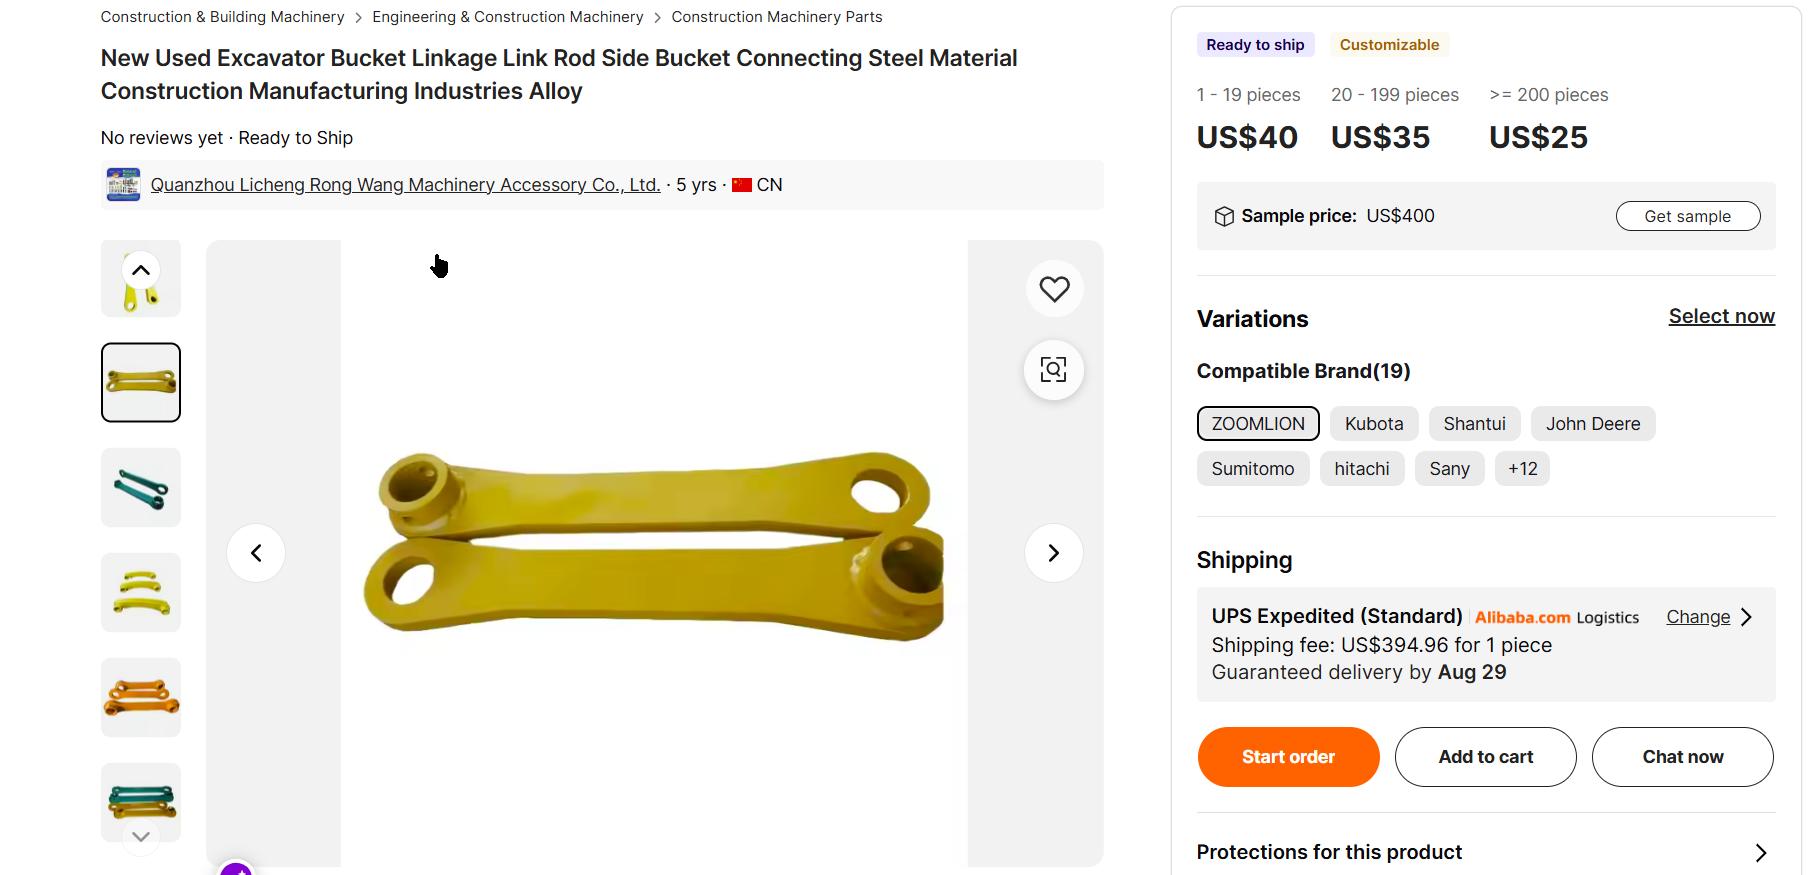 Construction & Building Machinery > Engineering & Construction Machinery > Construction Machinery Parts
New Used Excavator Bucket Linkage Link Rod Side Bucket Connecting Steel Material
Construction Manufacturing Industries Alloy
No reviews yet · Ready to Ship
Quanzhou Licheng Rong Wang Machinery Accessory Co., Ltd. · 5 yrs · CN
Ready to ship
Customizable
1 - 19 pieces
20 - 199 pieces
>= 200 pieces
US$40
US$35
US$25
Sample price: US$400
Get sample
Variations
Select now
Compatible Brand(19)
ZOOMLION
Kubota
Shantui
John Deere
Sumitomo
hitachi
Sany
+12
Shipping
UPS Expedited (Standard)
Alibaba.com Logistics
Change
Shipping fee: US$394.96 for 1 piece
Guaranteed delivery by Aug 29
Start order
Add to cart
Chat now
Protections for this product